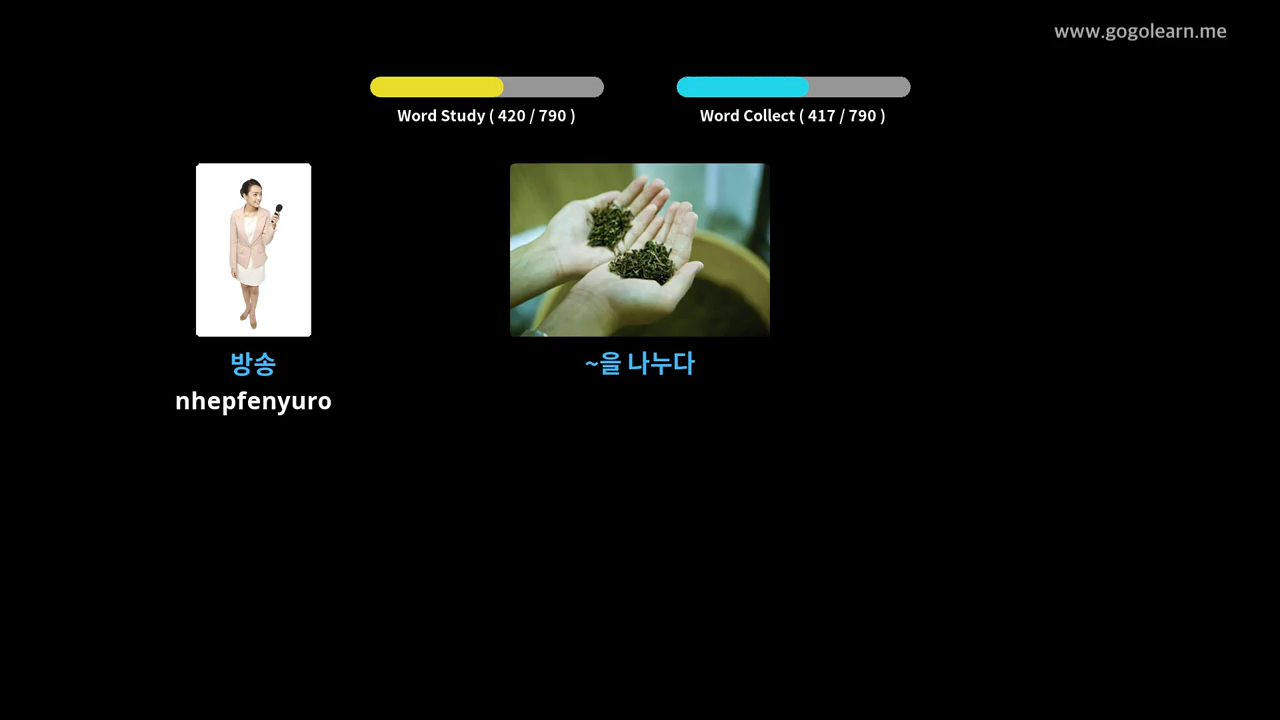 www.gogolearn.me
Word Study ( 420 / 790 )
Word Collect ( 417 / 790 )
방송
~을 나누다
nhepfenyuro